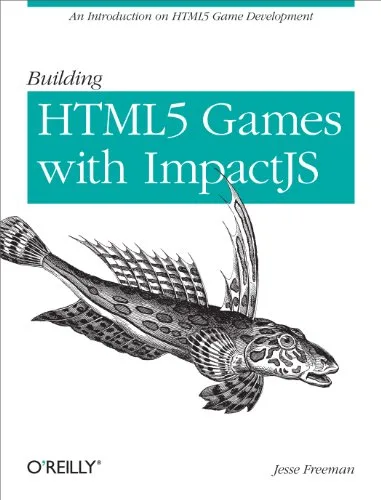 An Introduction on HTML5 Game Development
Building
HTML5 Games
with ImpactJS
O'REILLY®
Jesse Freeman